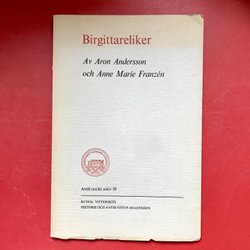 Birgittareliker
Av Aron Andersson
och Anne Marie Franzén
Antikvariskt arkiv 59
KUNGL. VITTERHETS
HISTORIE OCH ANTIKVITETS AKADEMIEN